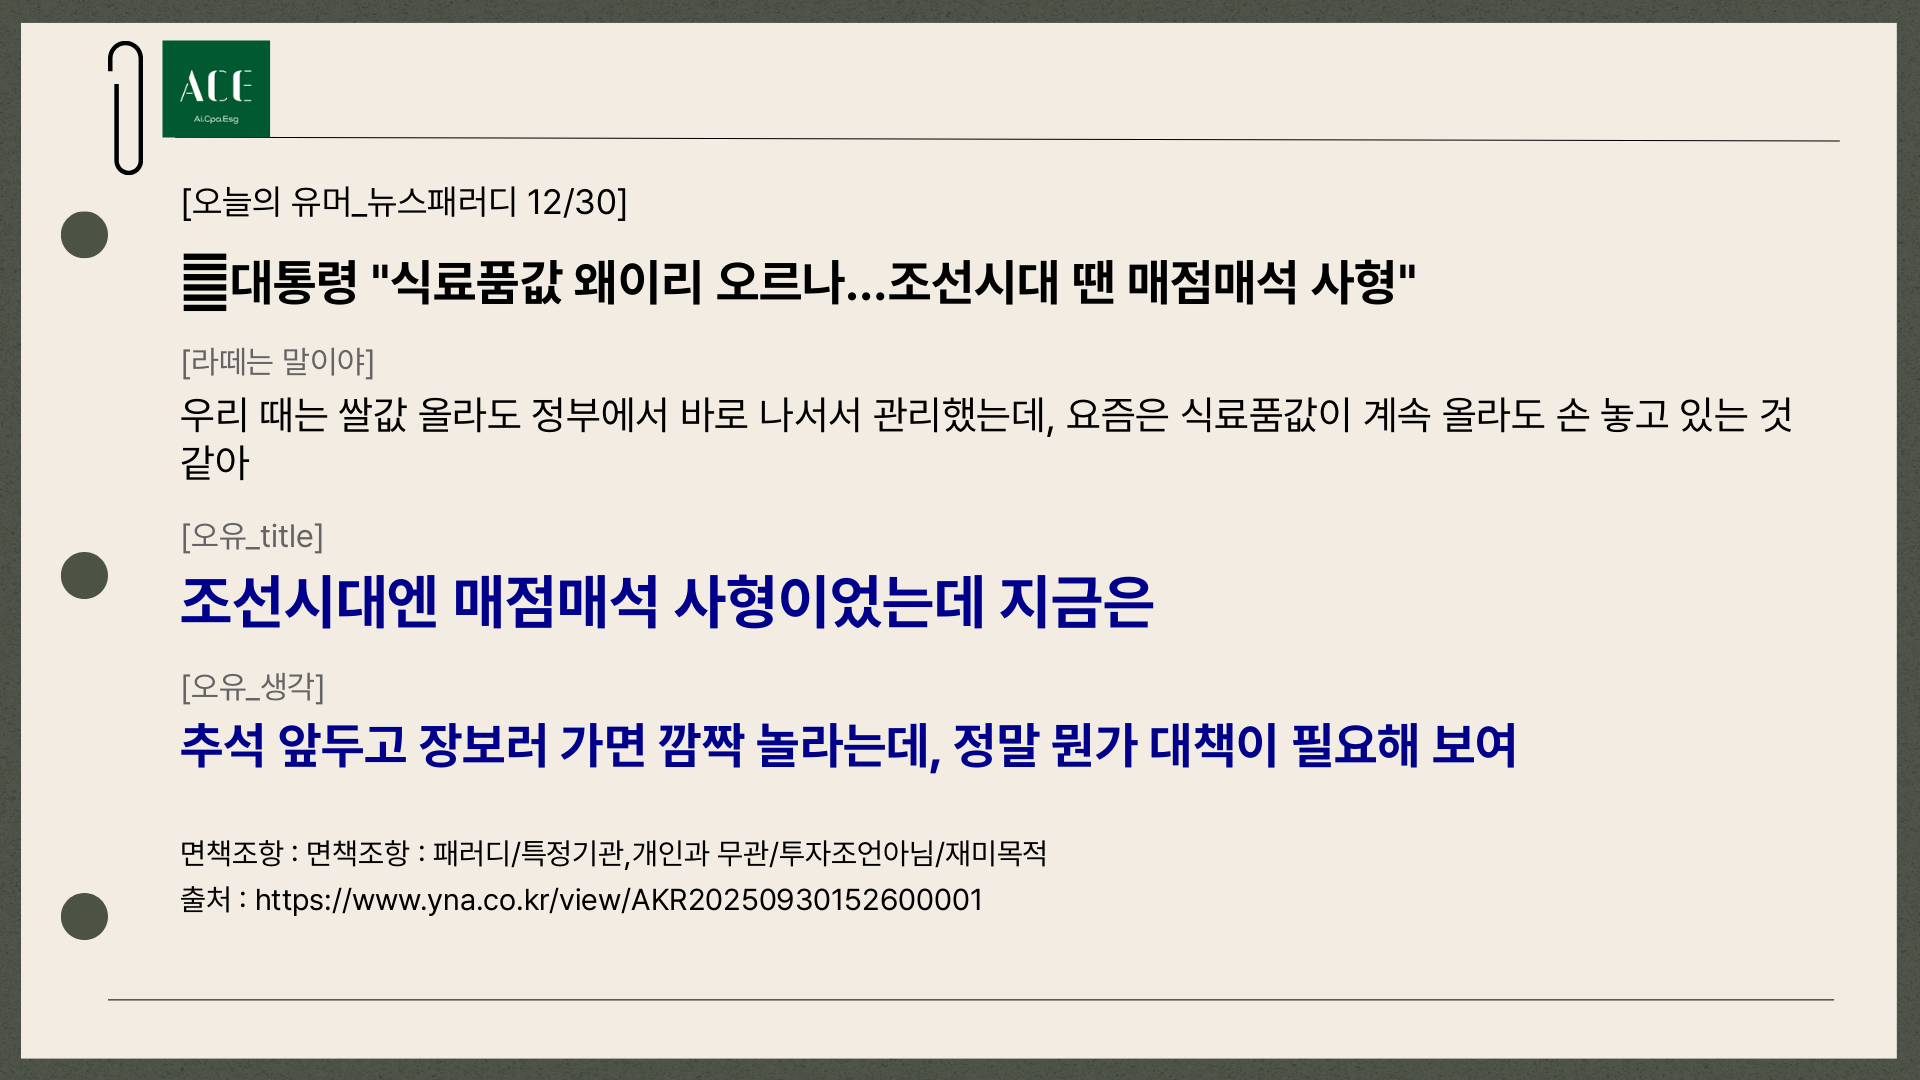 ACE
Ai.Cpa.Esg
[오늘의 유머_뉴스패러디 12/30]
대통령 "식료품값 왜이리 오르나…조선시대 땐 매점매석 사형"
[라떼는 말이야]
우리 때는 쌀값 올라도 정부에서 바로 나서서 관리했는데, 요즘은 식료품값이 계속 올라도 손 놓고 있는 것
같아
[오유_title]
조선시대엔 매점매석 사형이었는데 지금은
[오유_생각]
추석 앞두고 장보러 가면 깜짝 놀라는데, 정말 뭔가 대책이 필요해 보여
면책조항 : 면책조항 : 패러디/특정기관,개인과 무관/투자조언아님/재미목적
출처 : https://www.yna.co.kr/view/AKR20250930152600001